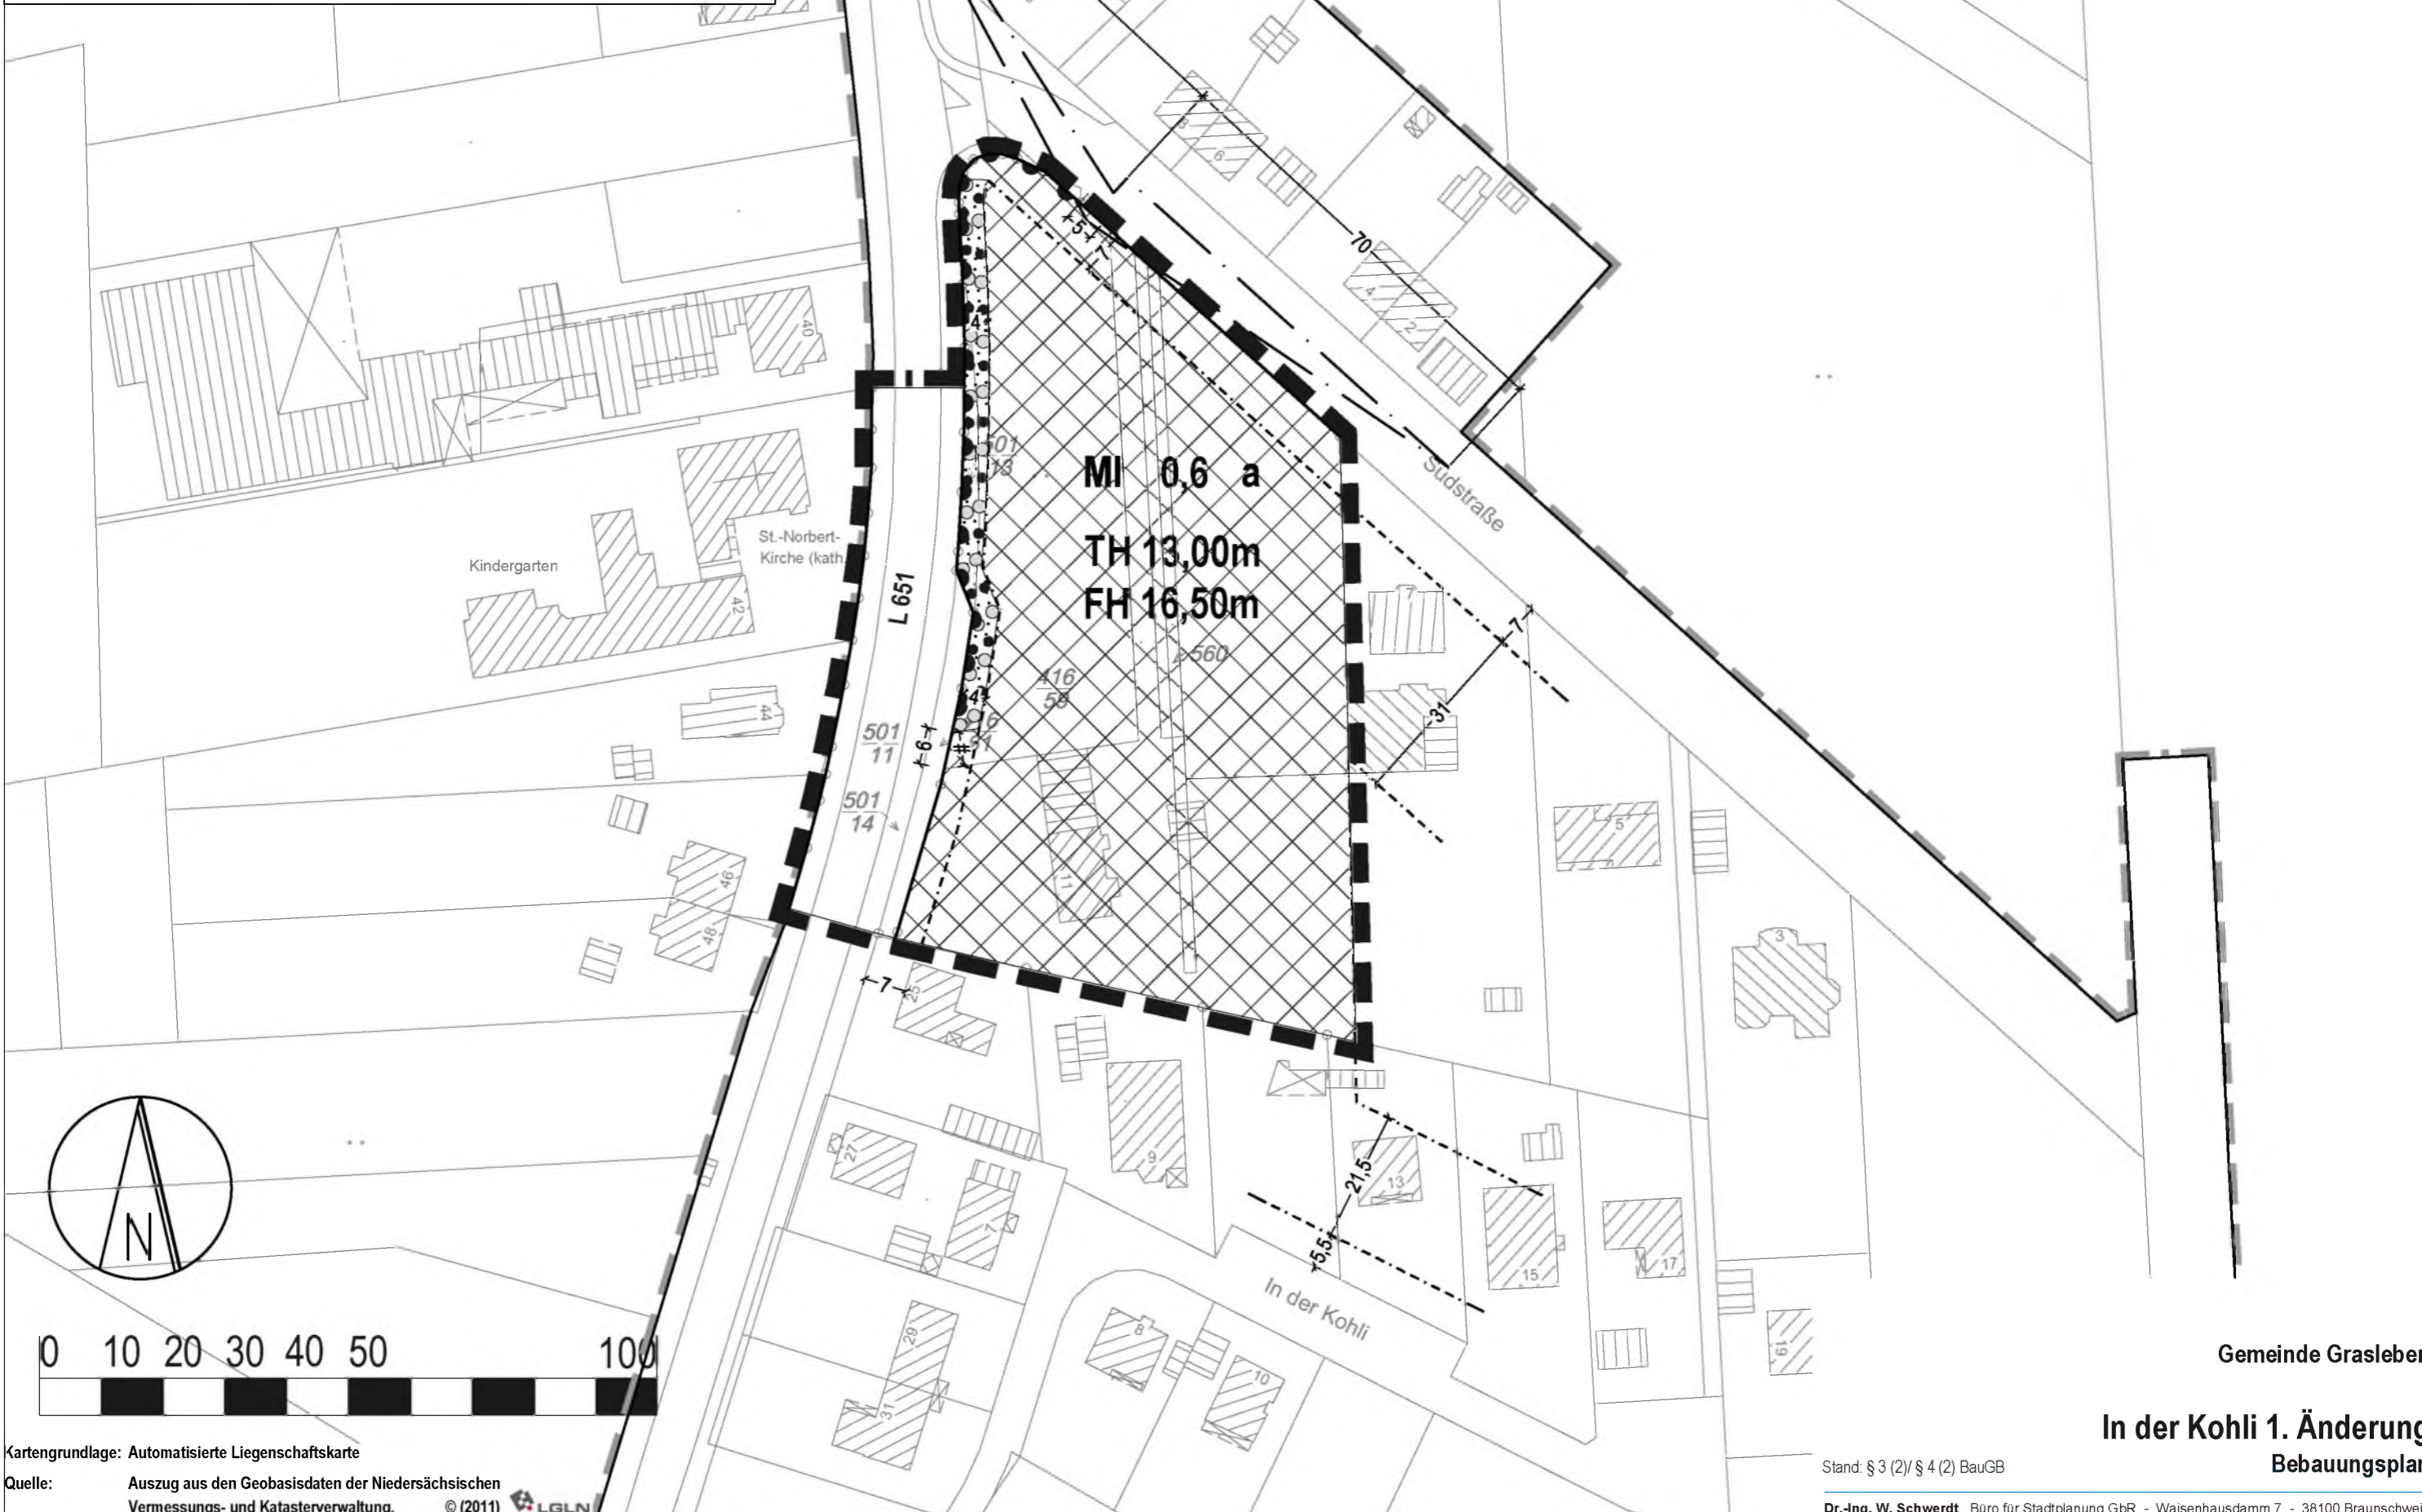 8
6
70
4
2
5
7
40
4
501
13
MI 0,6 a
Südstraße
St.-Norbert-
Kirche (kath.
Kindergarten
TH 13,00m
FH 16,50m
L 651
42
7
7
560
416
59
4
44
31
501
11
6
501
14
5
46
11
48
3
7
25
27
9
21,5
13
7
5,5
15
17
N
In der Kohli
8
29
19
10
31
0 10 20 30 40 50 100
Gemeinde Grasleben
In der Kohli 1. Änderung
Bebauungsplan
Kartengrundlage: Automatisierte Liegenschaftskarte
Stand: § 3 (2)/ § 4 (2) BauGB
Quelle: Auszug aus den Geobasisdaten der Niedersächsischen
Vermessungs- und Katasterverwaltung, © (2011) LGLN
Dr.-Ing. W. Schwerdt Büro für Stadtplanung GbR - Waisenhausdamm 7 - 38100 Braunschwei